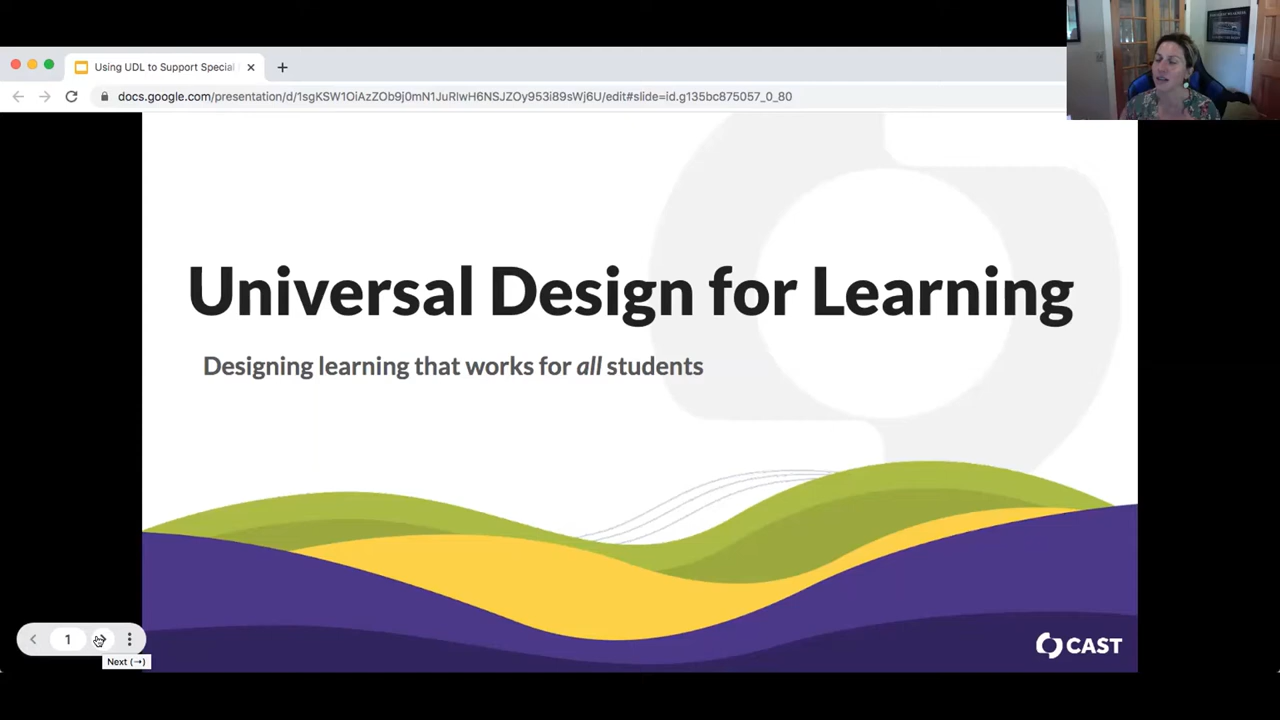 Using UDL to Support Special
docs.google.com/presentation/d/1sgKSW1OiAzZOb9j0mN1JuRlwH6NSJZOy953i89sWj6U/edit#slide=id.g135bc875057_0_80
Universal Design for Learning
Designing learning that works for all students
1
Next (→)
CAST